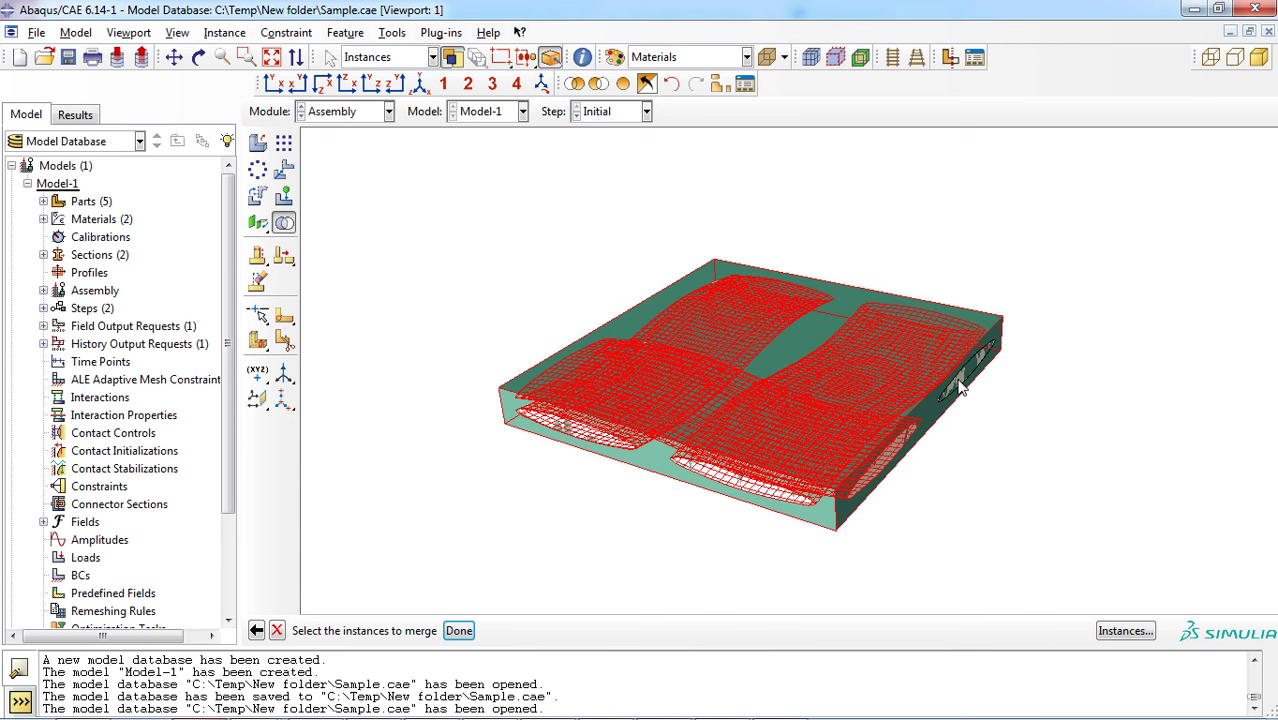 Abaqus/CAE 6.14-1 - Model Database: C:\Temp\New folder\Sample.cae [Viewport: 1]
File Model Viewport View Instance Constraint Feature Tools Plug-ins Help
Instances Materials
1 2 3 4
Model Results Module: Assembly Model: Model-1 Step: Initial
Model Database
Models (1)
Model-1
Parts (5)
Materials (2)
Calibrations
Sections (2)
Profiles
Assembly
Steps (2)
Field Output Requests (1)
History Output Requests (1)
Time Points
ALE Adaptive Mesh Constraint
Interactions
Interaction Properties
Contact Controls
Contact Initializations
Contact Stabilizations
Constraints
Connector Sections
Fields
Amplitudes
Loads
BCs
Predefined Fields
Remeshing Rules
(XYZ)
Select the instances to merge Done Instances... SIMULIA
A new model database has been created.
The model "Model-1" has been created.
The model database "C:\Temp\New folder\Sample.cae" has been opened.
The model database has been saved to "C:\Temp\New folder\Sample.cae".
The model database "C:\Temp\New folder\Sample.cae" has been opened.